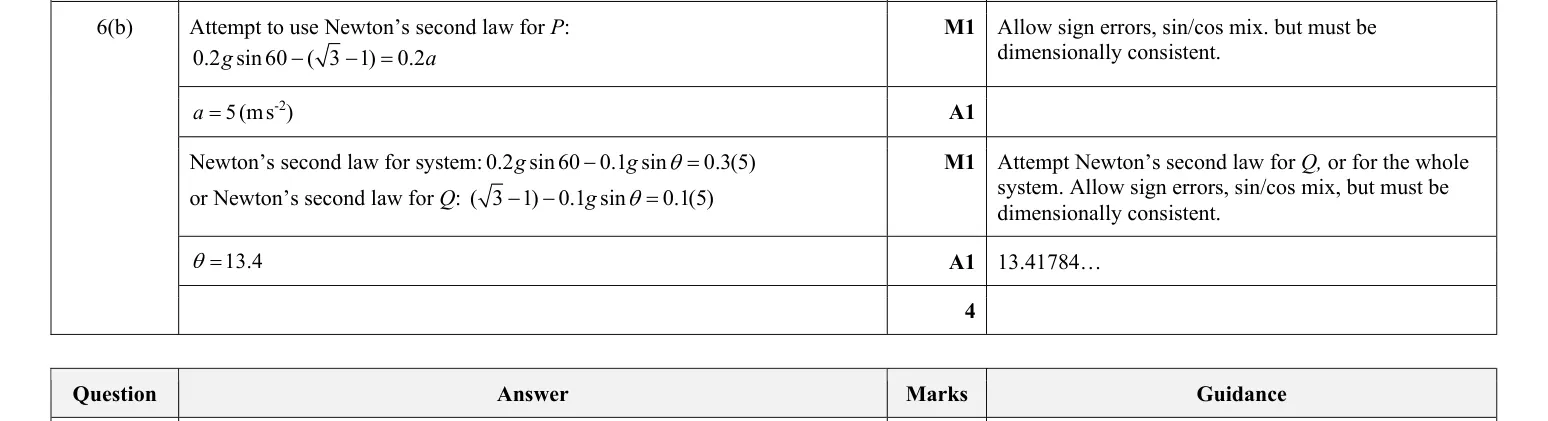 6(b) Attempt to use Newton's second law for P: M1 Allow sign errors, sin/cos mix. but must be
0.2g sin 60 − (√3 − 1) = 0.2a dimensionally consistent.
a = 5 (m s⁻²) A1
Newton's second law for system: 0.2g sin 60 − 0.1g sin θ = 0.3(5) M1 Attempt Newton's second law for Q, or for the whole
or Newton's second law for Q: (√3 − 1) − 0.1g sin θ = 0.1(5) system. Allow sign errors, sin/cos mix, but must be
dimensionally consistent.
θ = 13.4 A1 13.41784…
4
Question Answer Marks Guidance